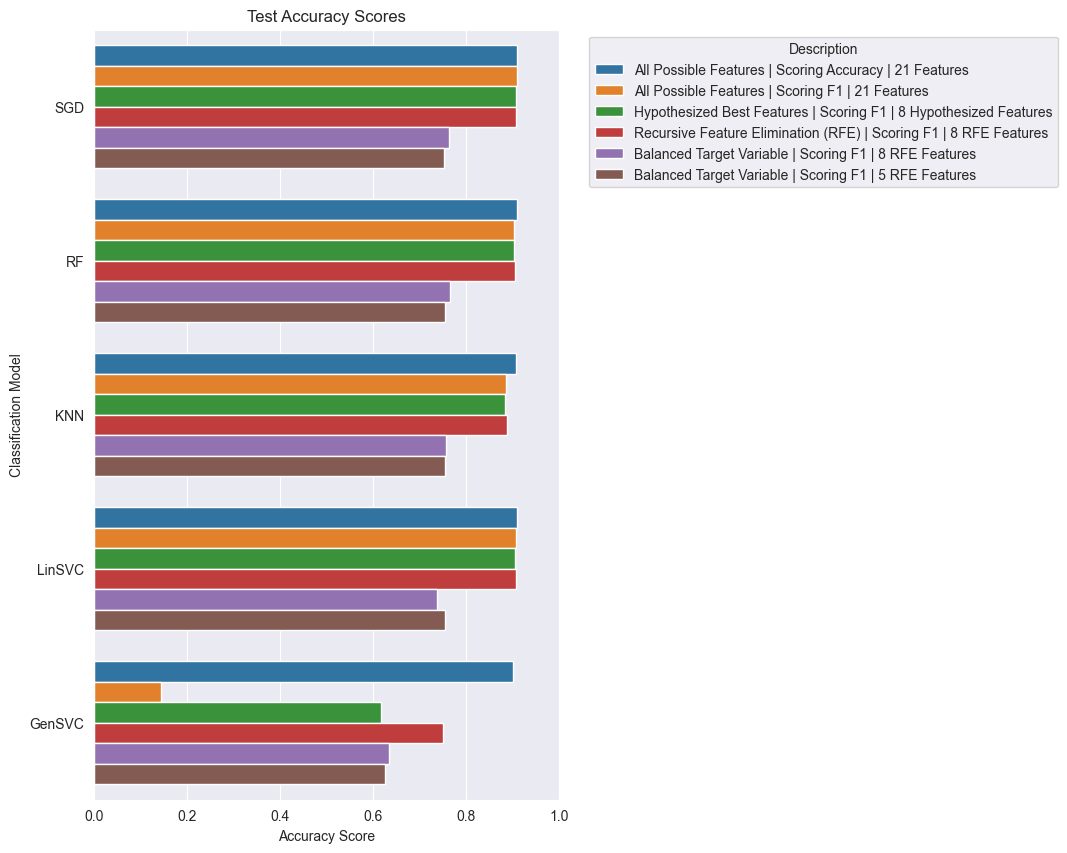 Test Accuracy Scores
Description
All Possible Features | Scoring Accuracy | 21 Features
All Possible Features | Scoring F1 | 21 Features
Hypothesized Best Features | Scoring F1 | 8 Hypothesized Features
Recursive Feature Elimination (RFE) | Scoring F1 | 8 RFE Features
Balanced Target Variable | Scoring F1 | 8 RFE Features
Balanced Target Variable | Scoring F1 | 5 RFE Features
Classification Model
SGD
RF
KNN
LinSVC
GenSVC
0.0 0.2 0.4 0.6 0.8 1.0
Accuracy Score